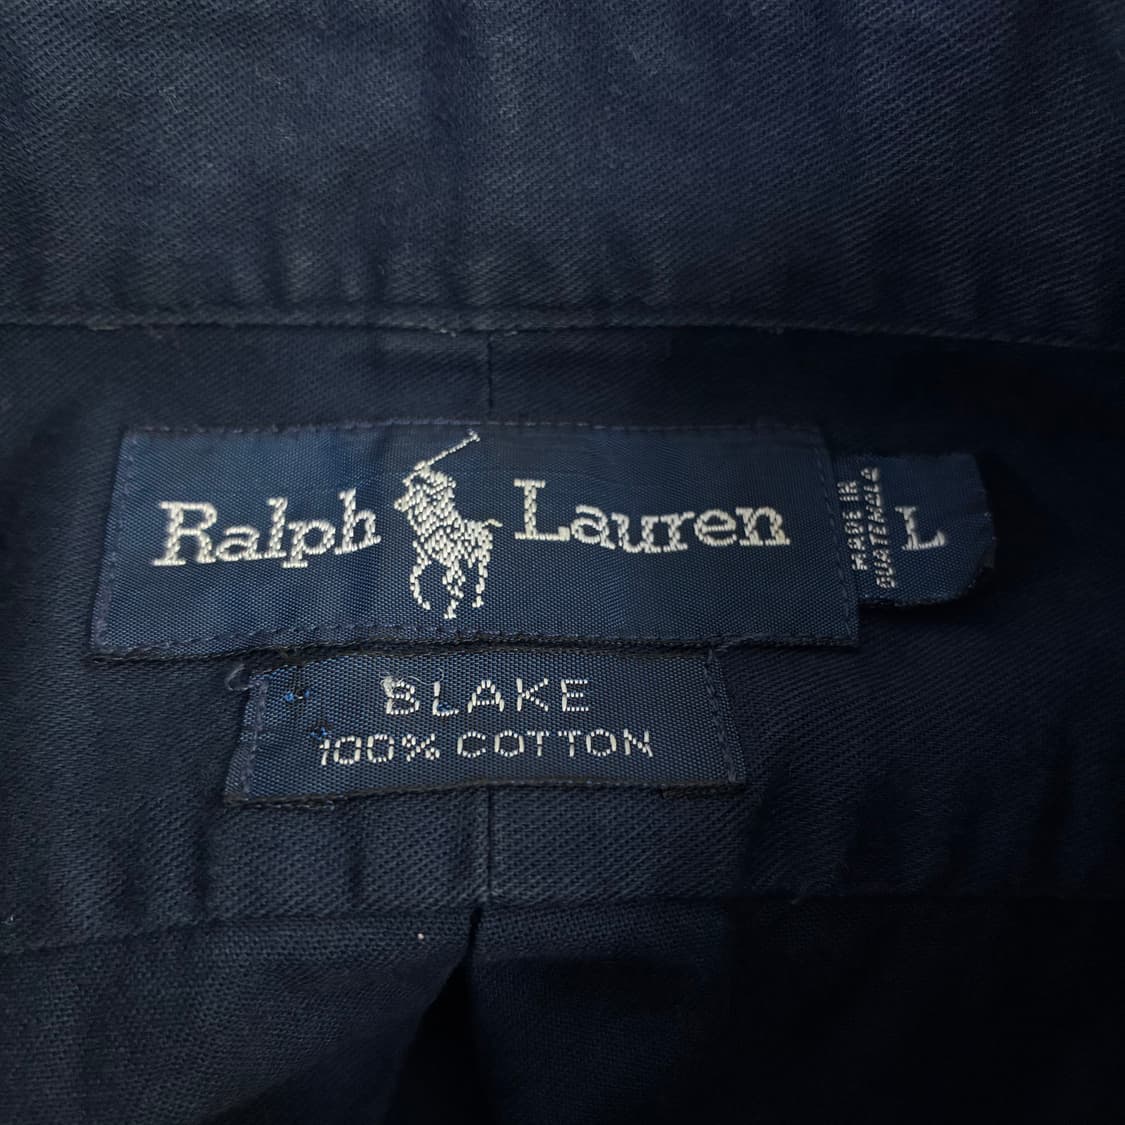 Ralph Lauren
MADE IN
GUATEMALA
L
BLAKE
100% COTTON